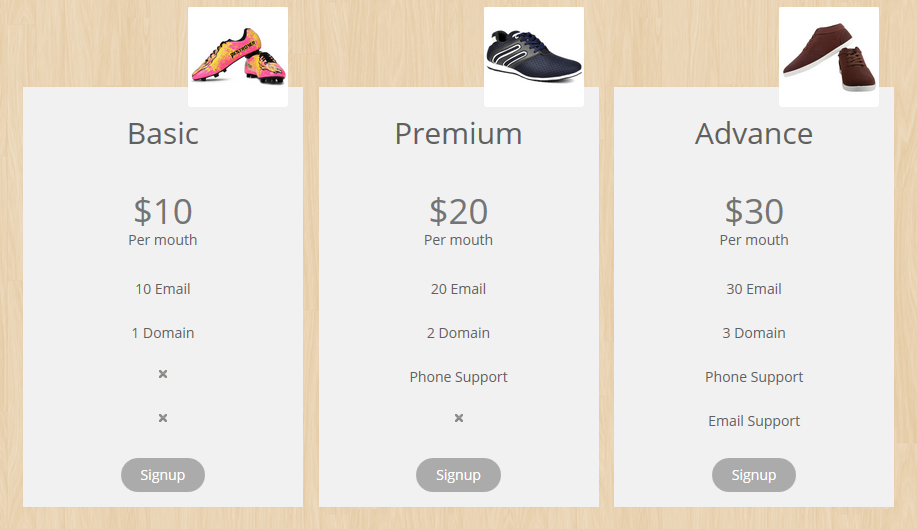 Basic
$10
Per mouth
10 Email
1 Domain
Signup
Premium
$20
Per mouth
20 Email
2 Domain
Phone Support
Signup
Advance
$30
Per mouth
30 Email
3 Domain
Phone Support
Email Support
Signup